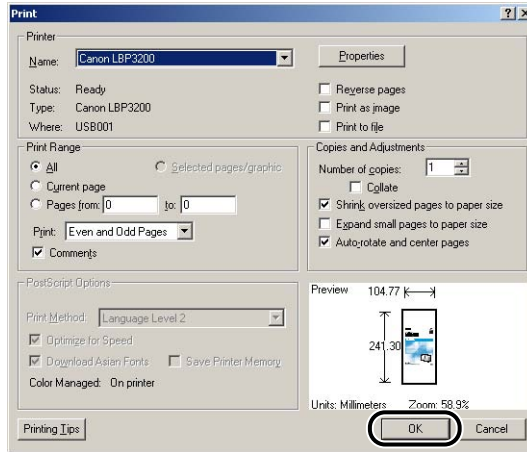 Print
Printer
Name: Canon LBP3200
Properties
Status: Ready
Type: Canon LBP3200
Where: USB001
Reverse pages
Print as image
Print to file
Print Range
All
Selected pages/graphic
Current page
Pages from: 0 to: 0
Print: Even and Odd Pages
Comments
Copies and Adjustments
Number of copies: 1
Collate
Shrink oversized pages to paper size
Expand small pages to paper size
Auto-rotate and center pages
PostScript Options
Print Method: Language Level 2
Optimize for Speed
Download Asian Fonts
Save Printer Memory
Color Managed: On printer
Preview
104.77
241.30
Units: Millimeters Zoom: 58.9%
Printing Tips
OK
Cancel